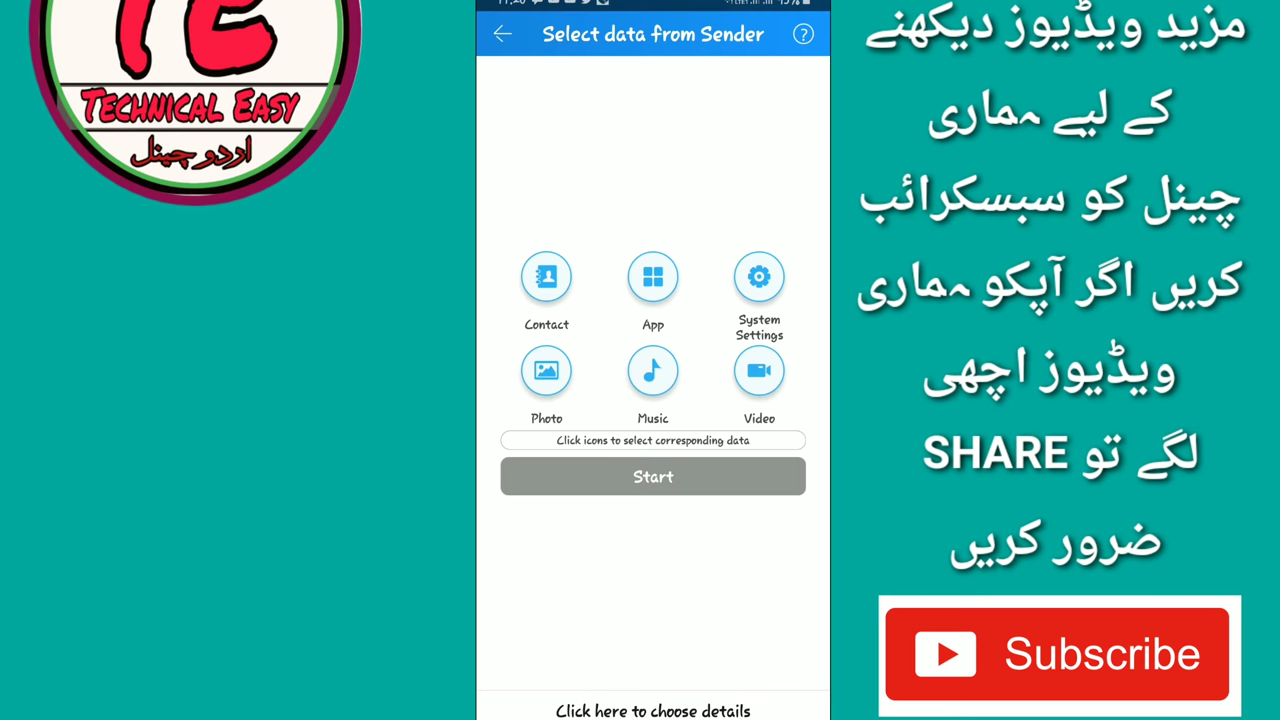 TE
TECHNICAL EASY
اردو چینل
Select data from Sender
?
Contact
App
System
Settings
Photo
Music
Video
Click icons to select corresponding data
Start
Click here to choose details
مزید ویڈیوز دیکھنے
کے لیے ہماری
چینل کو سبسکرائب
کریں اگر آپکو ہماری
ویڈیوز اچھی
لگے تو SHARE
ضرور کریں
Subscribe